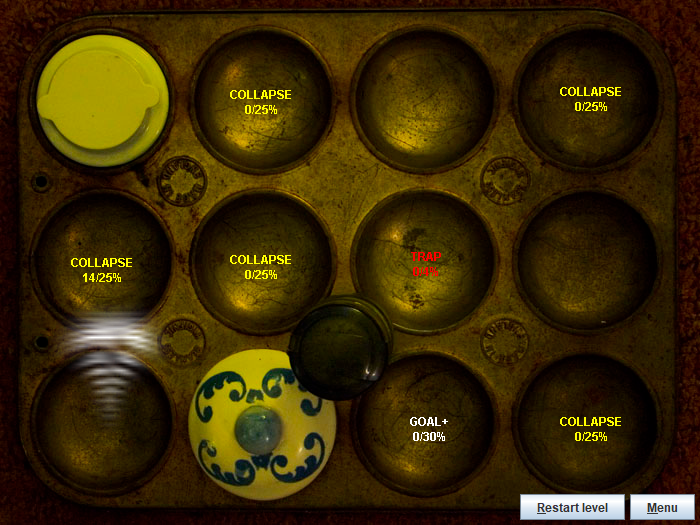 COLLAPSE
0/25%
COLLAPSE
0/25%
COLLAPSE
14/25%
COLLAPSE
0/25%
TRAP
GOAL+
0/30%
COLLAPSE
0/25%
Restart level
Menu